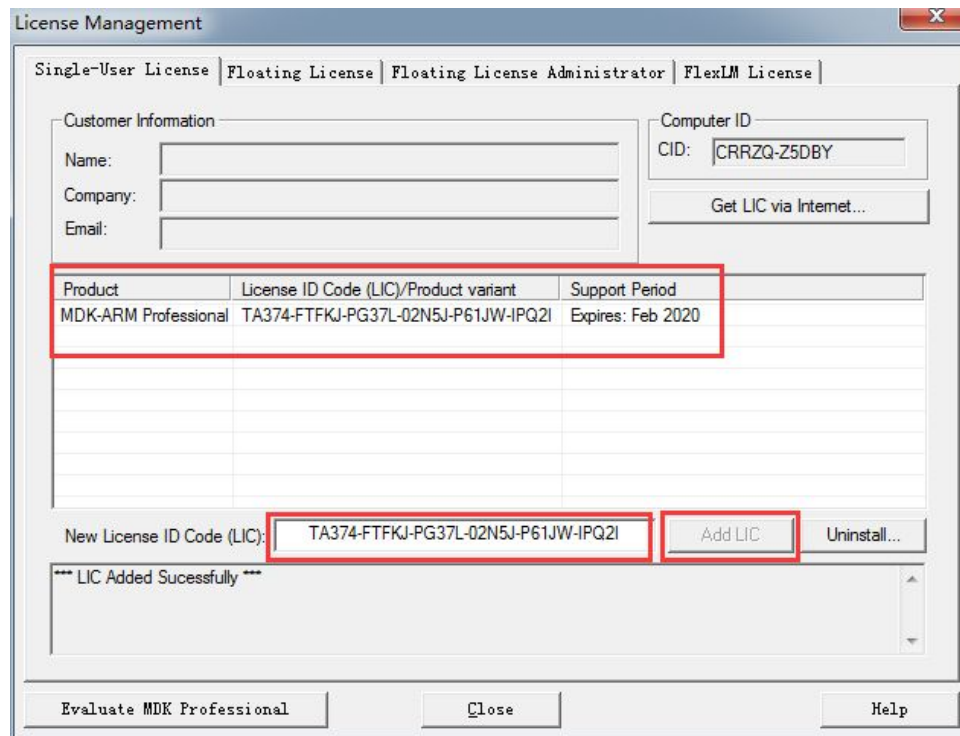 License Management
X
Single-User License Floating License Floating License Administrator FlexLM License
Customer Information
Name:
Company:
Email:
Computer ID
CID: CRRZQ-Z5DBY
Get LIC via Internet...
Product License ID Code (LIC)/Product variant Support Period
MDK-ARM Professional TA374-FTFKJ-PG37L-02N5J-P61JW-IPQ2I Expires: Feb 2020
New License ID Code (LIC): TA374-FTFKJ-PG37L-02N5J-P61JW-IPQ2I Add LIC Uninstall...
*** LIC Added Sucessfully ***
Evaluate MDK Professional Close Help